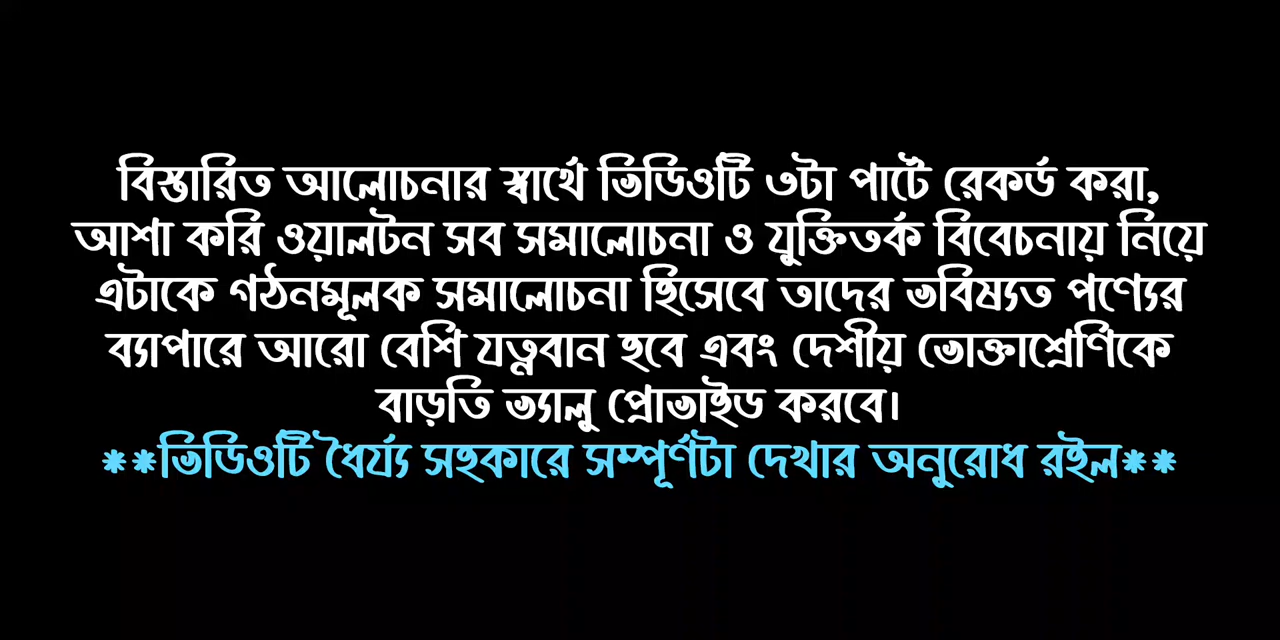 বিস্তারিত আলোচনার স্বার্থে ভিডিওটি ৩টা পার্টে রেকর্ড করা,
আশা করি ওয়ালটন সব সমালোচনা ও যুক্তিতর্ক বিবেচনায় নিয়ে
এটাকে গঠনমূলক সমালোচনা হিসেবে তাদের ভবিষ্যত পণ্যের
ব্যাপারে আরো বেশি যত্নবান হবে এবং দেশীয় ভোক্তাশ্রেণিকে
বাড়তি ভ্যালু প্রোভাইড করবে।
**ভিডিওটি ধৈর্য্য সহকারে সম্পূর্ণটা দেখার অনুরোধ রইল**